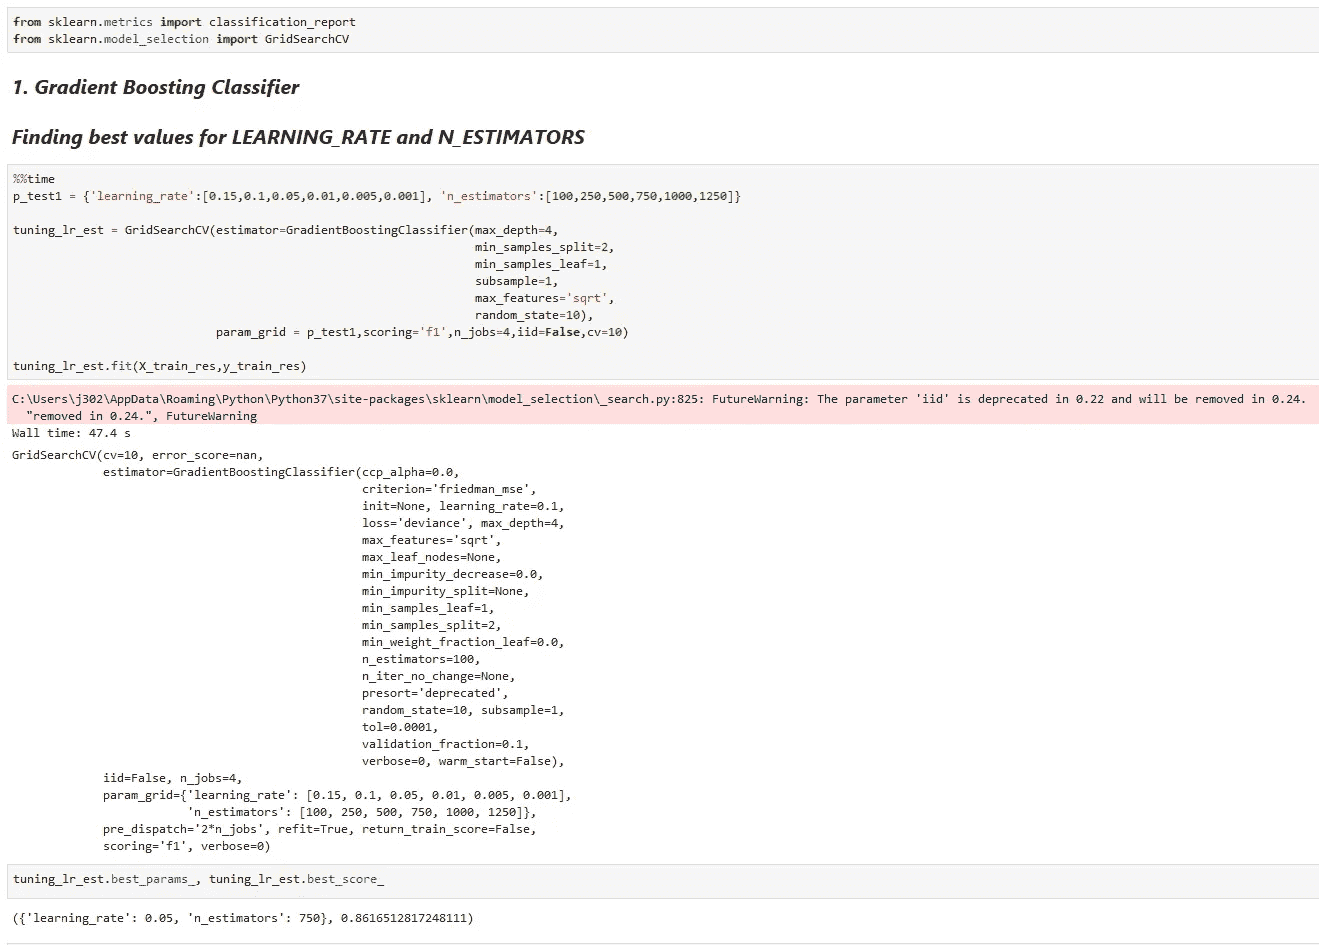 from sklearn.metrics import classification_report
from sklearn.model_selection import GridSearchCV
1. Gradient Boosting Classifier
Finding best values for LEARNING_RATE and N_ESTIMATORS
%%time
p_test1 = {'learning_rate':[0.15,0.1,0.05,0.01,0.005,0.001], 'n_estimators':[100,250,500,750,1000,1250]}
tuning_lr_est = GridSearchCV(estimator=GradientBoostingClassifier(max_depth=4,
min_samples_split=2,
min_samples_leaf=1,
subsample=1,
max_features='sqrt',
random_state=10),
param_grid = p_test1,scoring='f1',n_jobs=4,iid=False,cv=10)
tuning_lr_est.fit(X_train_res,y_train_res)
C:\Users\j302\AppData\Roaming\Python\Python37\site-packages\sklearn\model_selection\_search.py:825: FutureWarning: The parameter 'iid' is deprecated in 0.22 and will be removed in 0.24.
"removed in 0.24.", FutureWarning
Wall time: 47.4 s
GridSearchCV(cv=10, error_score=nan,
estimator=GradientBoostingClassifier(ccp_alpha=0.0,
criterion='friedman_mse',
init=None, learning_rate=0.1,
loss='deviance', max_depth=4,
max_features='sqrt',
max_leaf_nodes=None,
min_impurity_decrease=0.0,
min_impurity_split=None,
min_samples_leaf=1,
min_samples_split=2,
min_weight_fraction_leaf=0.0,
n_estimators=100,
n_iter_no_change=None,
presort='deprecated',
random_state=10, subsample=1,
tol=0.0001,
validation_fraction=0.1,
verbose=0, warm_start=False),
iid=False, n_jobs=4,
param_grid={'learning_rate': [0.15, 0.1, 0.05, 0.01, 0.005, 0.001],
'n_estimators': [100, 250, 500, 750, 1000, 1250]},
pre_dispatch='2*n_jobs', refit=True, return_train_score=False,
scoring='f1', verbose=0)
tuning_lr_est.best_params_, tuning_lr_est.best_score_
({'learning_rate': 0.05, 'n_estimators': 750}, 0.8616512817248111)